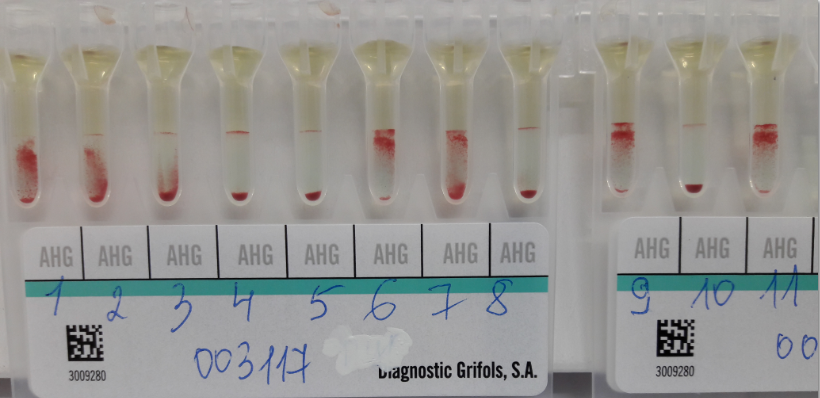 AHG AHG AHG AHG AHG AHG AHG AHG
1 2 3 4 5 6 7 8
003117
3009280
Diagnostic Grifols, S.A.
AHG AHG AHG
9 10 11
00
3009280